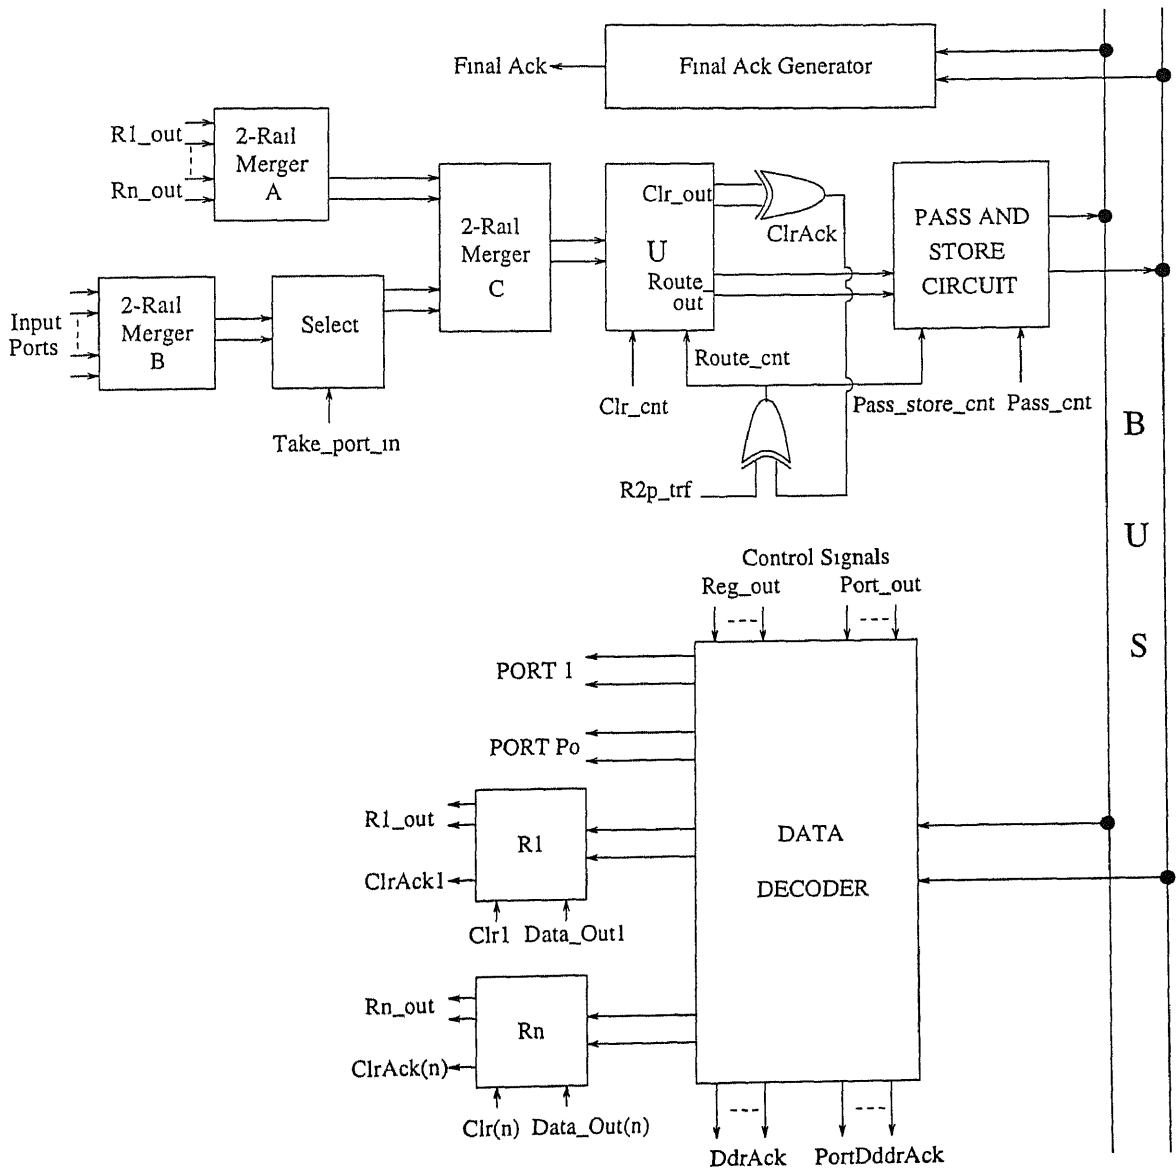 Final Ack
Final Ack Generator
R1_out
Rn_out
2-Rail
Merger
A
2-Rail
Merger
C
Clr_out
U
Route_
out
ClrAck
PASS AND
STORE
CIRCUIT
Input
Ports
2-Rail
Merger
B
Select
Take_port_in
Clr_cnt
Route_cnt
Pass_store_cnt
Pass_cnt
R2p_trf
B
U
S
Control Signals
Reg_out
Port_out
PORT 1
PORT Po
R1_out
ClrAck1
R1
Clr1
Data_Out1
DATA
DECODER
Rn_out
ClrAck(n)
Rn
Clr(n)
Data_Out(n)
DdrAck
PortDddrAck